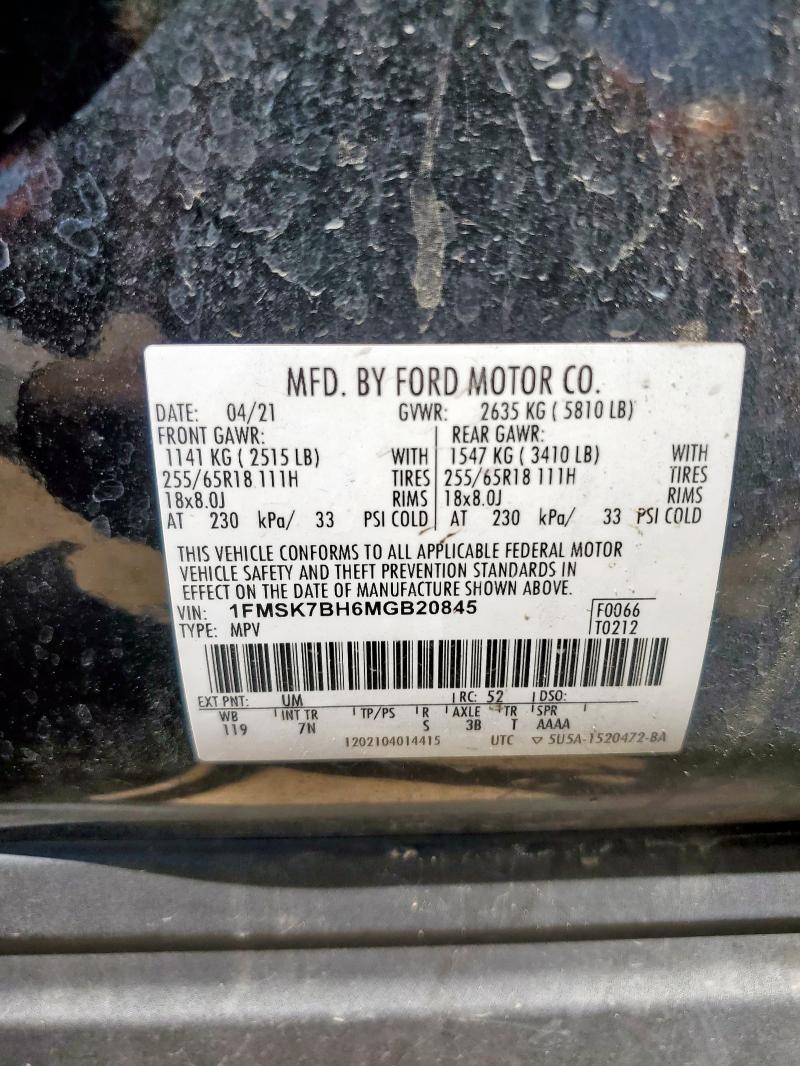 MFD. BY FORD MOTOR CO.
DATE: 04/21 GVWR: 2635 KG ( 5810 LB)
FRONT GAWR: REAR GAWR:
1141 KG ( 2515 LB) WITH 1547 KG ( 3410 LB) WITH
255/65R18 111H TIRES 255/65R18 111H TIRES
18x8.0J RIMS 18x8.0J RIMS
AT 230 kPa/ 33 PSI COLD AT 230 kPa/ 33 PSI COLD
THIS VEHICLE CONFORMS TO ALL APPLICABLE FEDERAL MOTOR
VEHICLE SAFETY AND THEFT PREVENTION STANDARDS IN
EFFECT ON THE DATE OF MANUFACTURE SHOWN ABOVE.
VIN: 1FMSK7BH6MGB20845 F0066
TYPE: MPV T0212
EXT PNT: UM RC: 52 DSO:
WB INT TR TP/PS R AXLE TR SPR
119 7N S 3B T AAAA
1202104014415 UTC ▽ 5U5A-1520472-BA